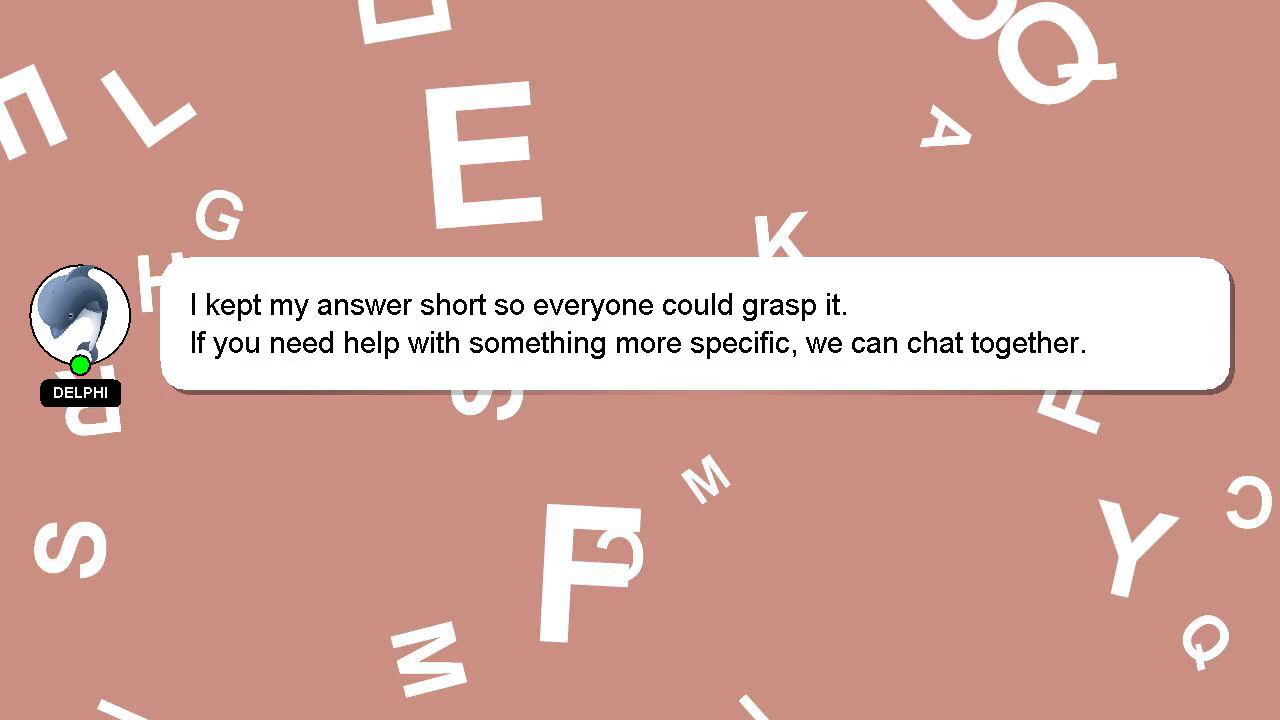 I kept my answer short so everyone could grasp it.
If you need help with something more specific, we can chat together.
DELPHI
E
L
G
H
K
A
Q
S
R
F
M
F
G
Y
C
S
M
Q